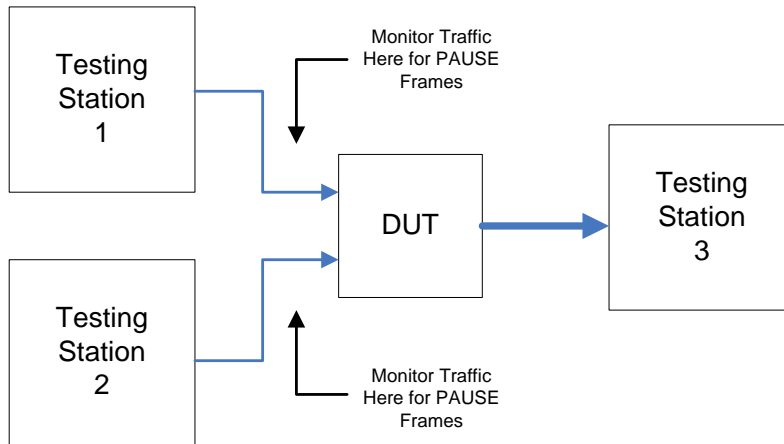 Testing
Station
1
Monitor Traffic
Here for PAUSE
Frames
DUT
Testing
Station
3
Testing
Station
2
Monitor Traffic
Here for PAUSE
Frames